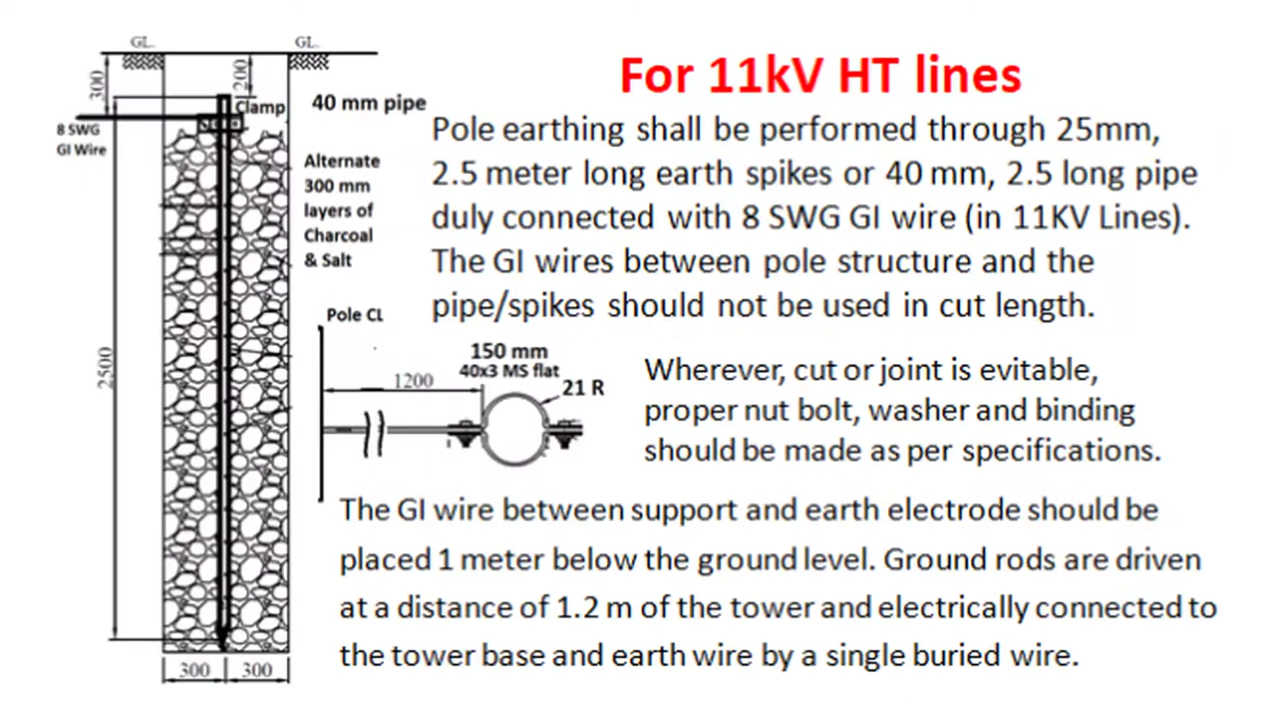 GL.
GL.
For 11kV HT lines
300
200
Clamp
40 mm pipe
8 SWG
GI Wire
Pole earthing shall be performed through 25mm,
2.5 meter long earth spikes or 40 mm, 2.5 long pipe
duly connected with 8 SWG GI wire (in 11KV Lines).
The GI wires between pole structure and the
pipe/spikes should not be used in cut length.
Alternate
300 mm
layers of
Charcoal
& Salt
Pole CL
2500
1200
150 mm
40x3 MS flat
21 R
Wherever, cut or joint is evitable,
proper nut bolt, washer and binding
should be made as per specifications.
The GI wire between support and earth electrode should be
placed 1 meter below the ground level. Ground rods are driven
at a distance of 1.2 m of the tower and electrically connected to
the tower base and earth wire by a single buried wire.
300
300